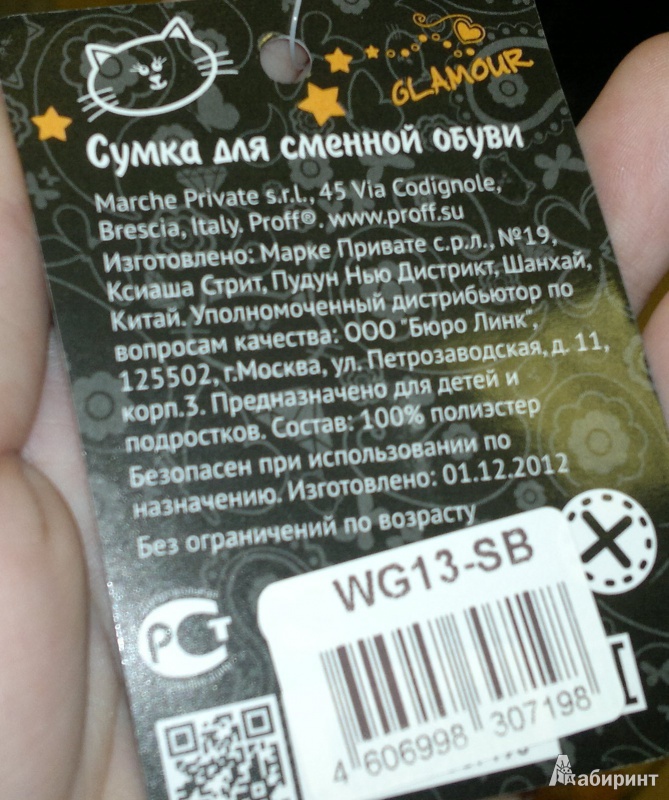 GLAMOUR
Сумка для сменной обуви
Marche Private s.r.l., 45 Via Codignole,
Brescia, Italy. Proff®. www.proff.su
Изготовлено: Марке Привате с.р.л., №19,
Ксиаша Стрит, Пудун Нью Дистрикт, Шанхай,
Китай. Уполномоченный дистрибьютор по
вопросам качества: ООО "Бюро Линк",
125502, г.Москва, ул. Петрозаводская, д. 11,
корп.3. Предназначено для детей и
подростков. Состав: 100% полиэстер
Безопасен при использовании по
назначению. Изготовлено: 01.12.2012
Без ограничений по возрасту
WG13-SB
РСТ
4 606998 307198
Лабиринт